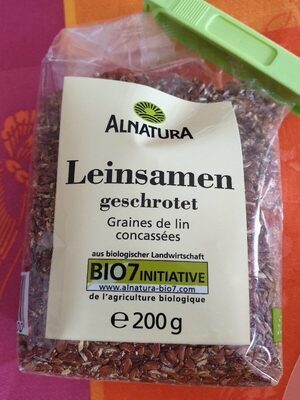 ALNATURA
Leinsamen
geschrotet
Graines de lin
concassées
aus biologischer Landwirtschaft
BIO7INITIATIVE
www.alnatura-bio7.com
de l'agriculture biologique
e 200 g